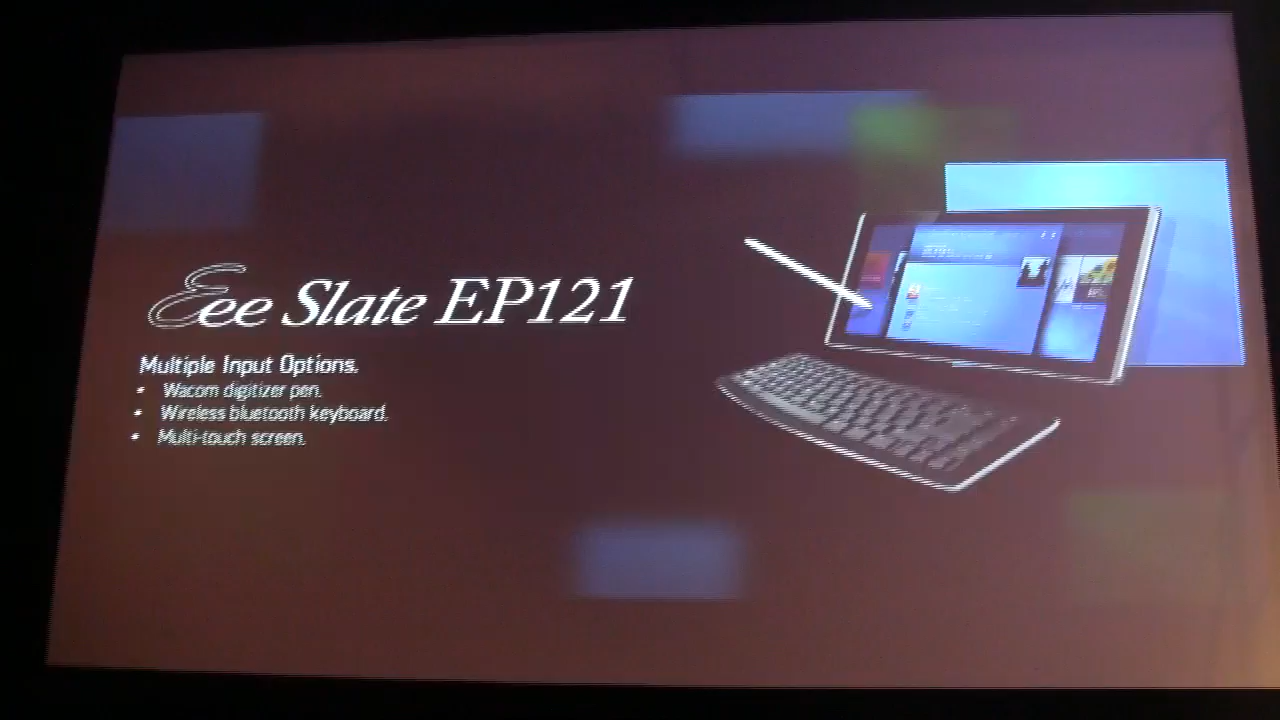 Eee Slate EP121
Multiple Input Options.
• Wacom digitizer pen.
• Wireless bluetooth keyboard.
• Multi-touch screen.